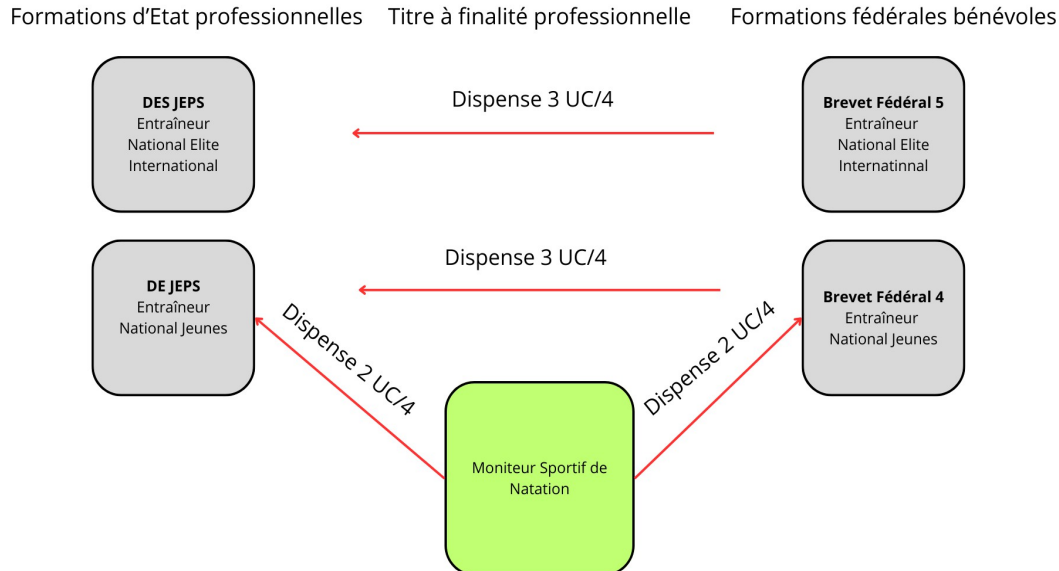 Formations d'Etat professionnelles
Titre à finalité professionnelle
Formations fédérales bénévoles
DES JEPS
Entraîneur
National Elite
International
Dispense 3 UC/4
Brevet Fédéral 5
Entraîneur
National Elite
Internatinnal
DE JEPS
Entraîneur
National Jeunes
Dispense 3 UC/4
Brevet Fédéral 4
Entraîneur
National Jeunes
Dispense 2 UC/4
Dispense 2 UC/4
Moniteur Sportif de
Natation